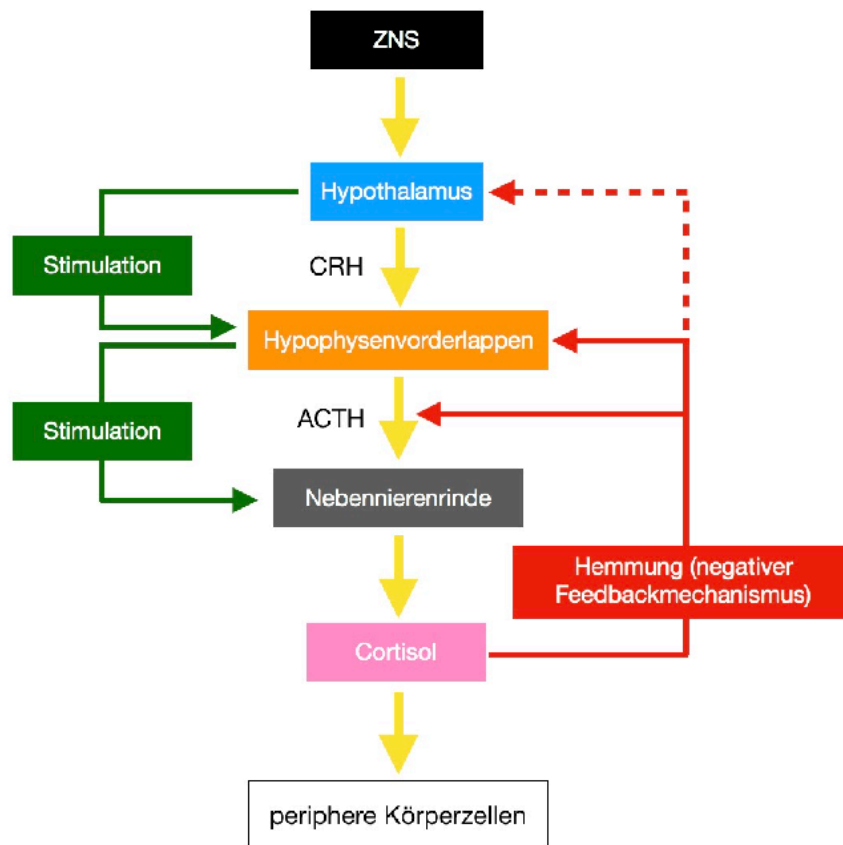 ZNS
Hypothalamus
Stimulation
CRH
Hypophysenvorderlappen
Stimulation
ACTH
Nebennierenrinde
Hemmung (negativer
Feedbackmechanismus)
Cortisol
periphere Körperzellen